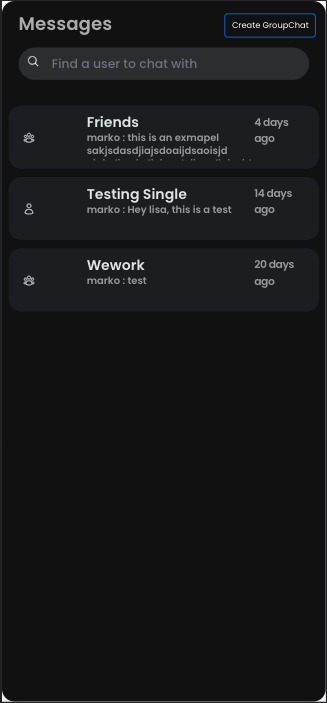 Messages
Create GroupChat
Find a user to chat with
Friends
4 days
ago
marko : this is an exmapel
sakjsdasdjiajsdoaijdsaoisjd
Testing Single
14 days
ago
marko : Hey lisa, this is a test
Wework
20 days
ago
marko : test